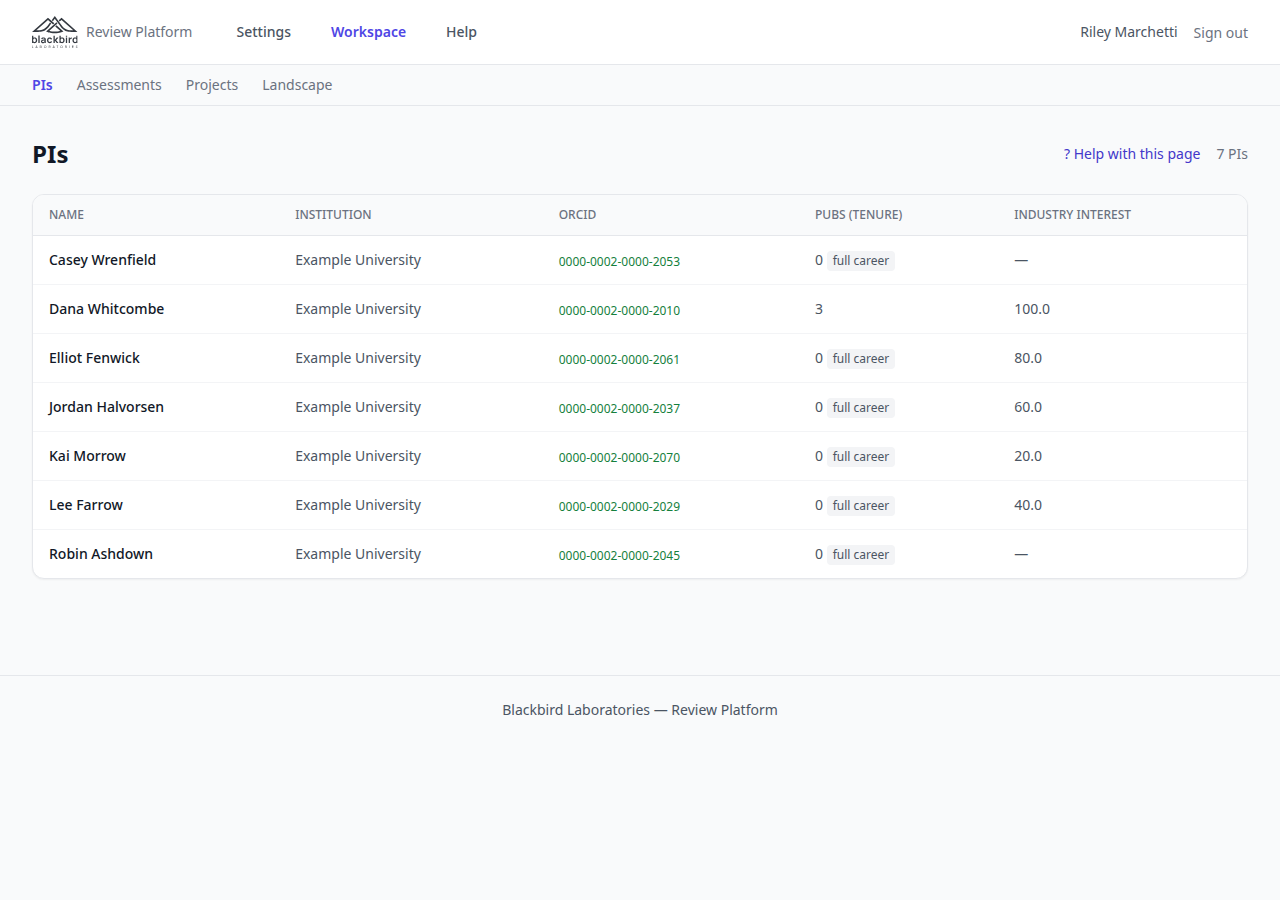 blackbird
LABORATORIES
Review Platform Settings Workspace Help Riley Marchetti Sign out
PIs Assessments Projects Landscape
PIs ? Help with this page 7 PIs
NAME INSTITUTION ORCID PUBS (TENURE) INDUSTRY INTEREST
Casey Wrenfield Example University 0000-0002-0000-2053 0 full career —
Dana Whitcombe Example University 0000-0002-0000-2010 3 100.0
Elliot Fenwick Example University 0000-0002-0000-2061 0 full career 80.0
Jordan Halvorsen Example University 0000-0002-0000-2037 0 full career 60.0
Kai Morrow Example University 0000-0002-0000-2070 0 full career 20.0
Lee Farrow Example University 0000-0002-0000-2029 0 full career 40.0
Robin Ashdown Example University 0000-0002-0000-2045 0 full career —
Blackbird Laboratories — Review Platform